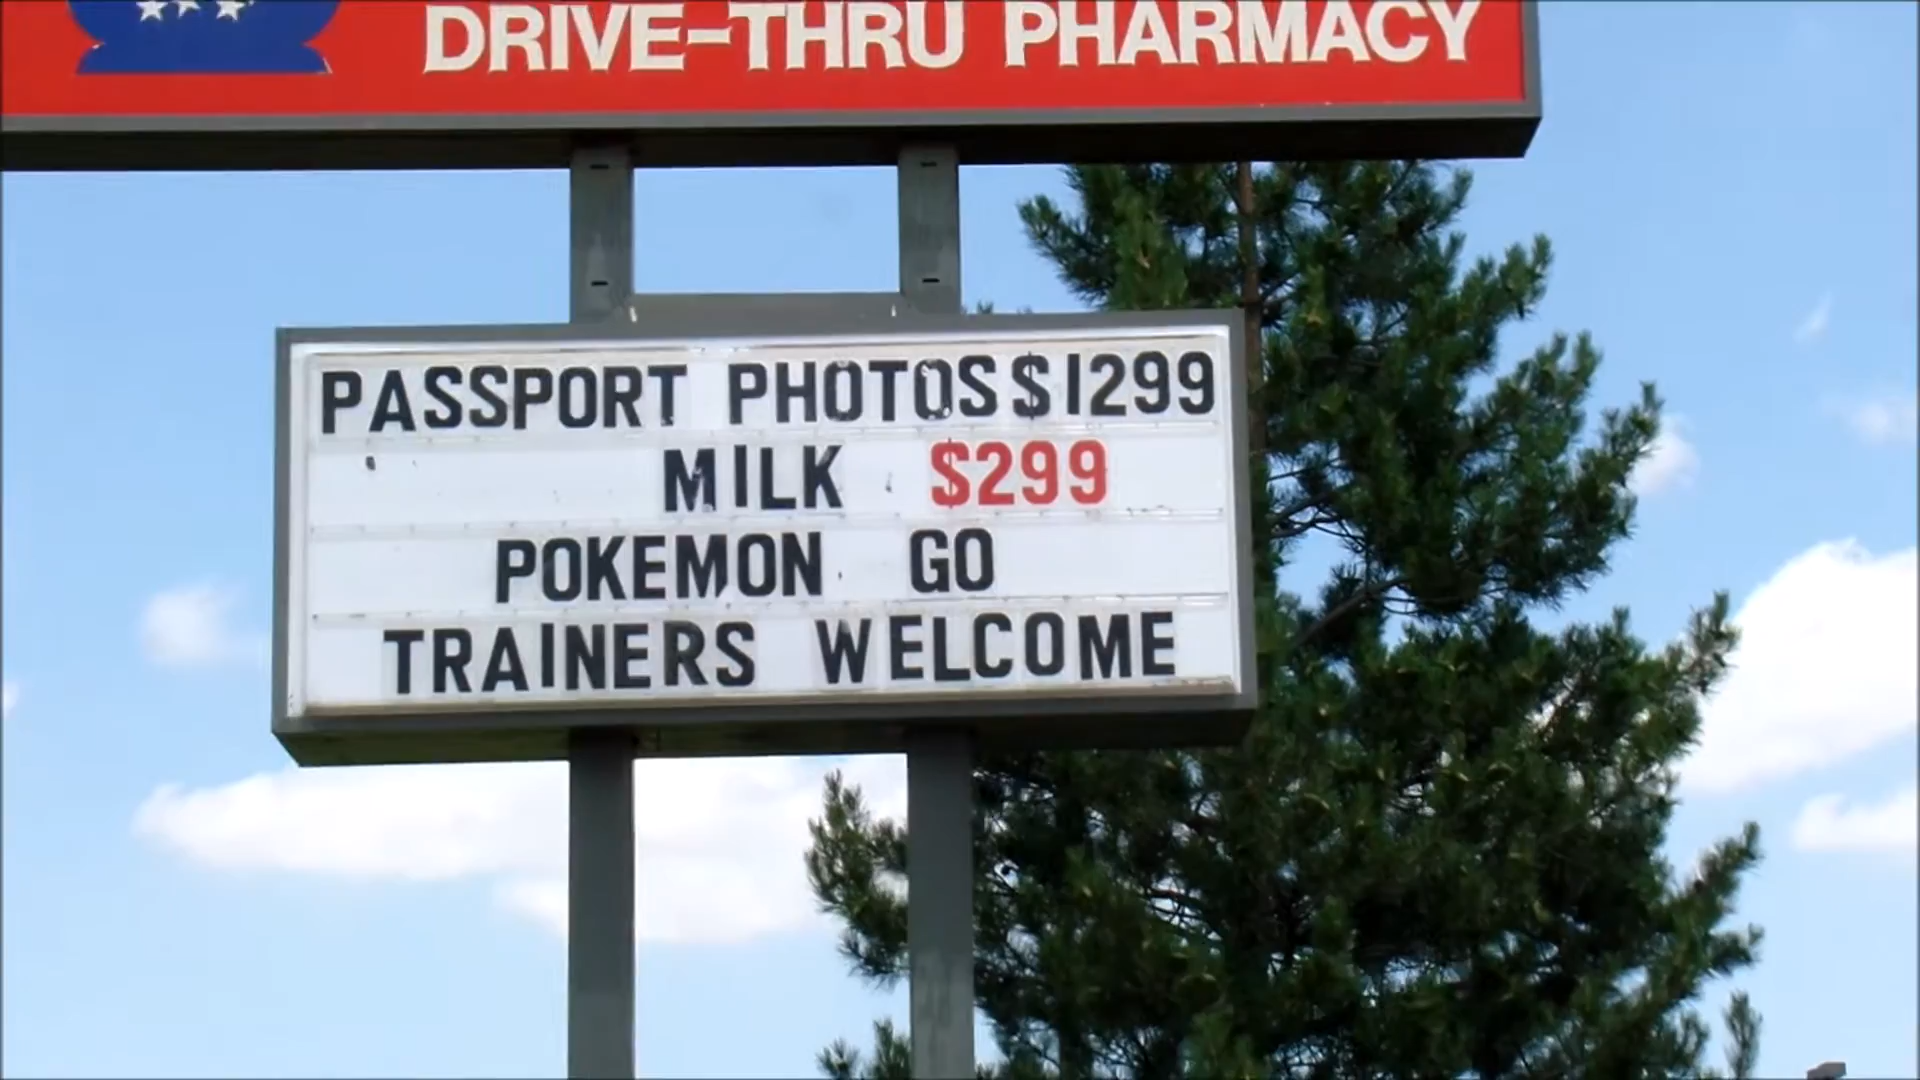 DRIVE-THRU PHARMACY
PASSPORT PHOTOS $1299
MILK $299
POKEMON GO
TRAINERS WELCOME